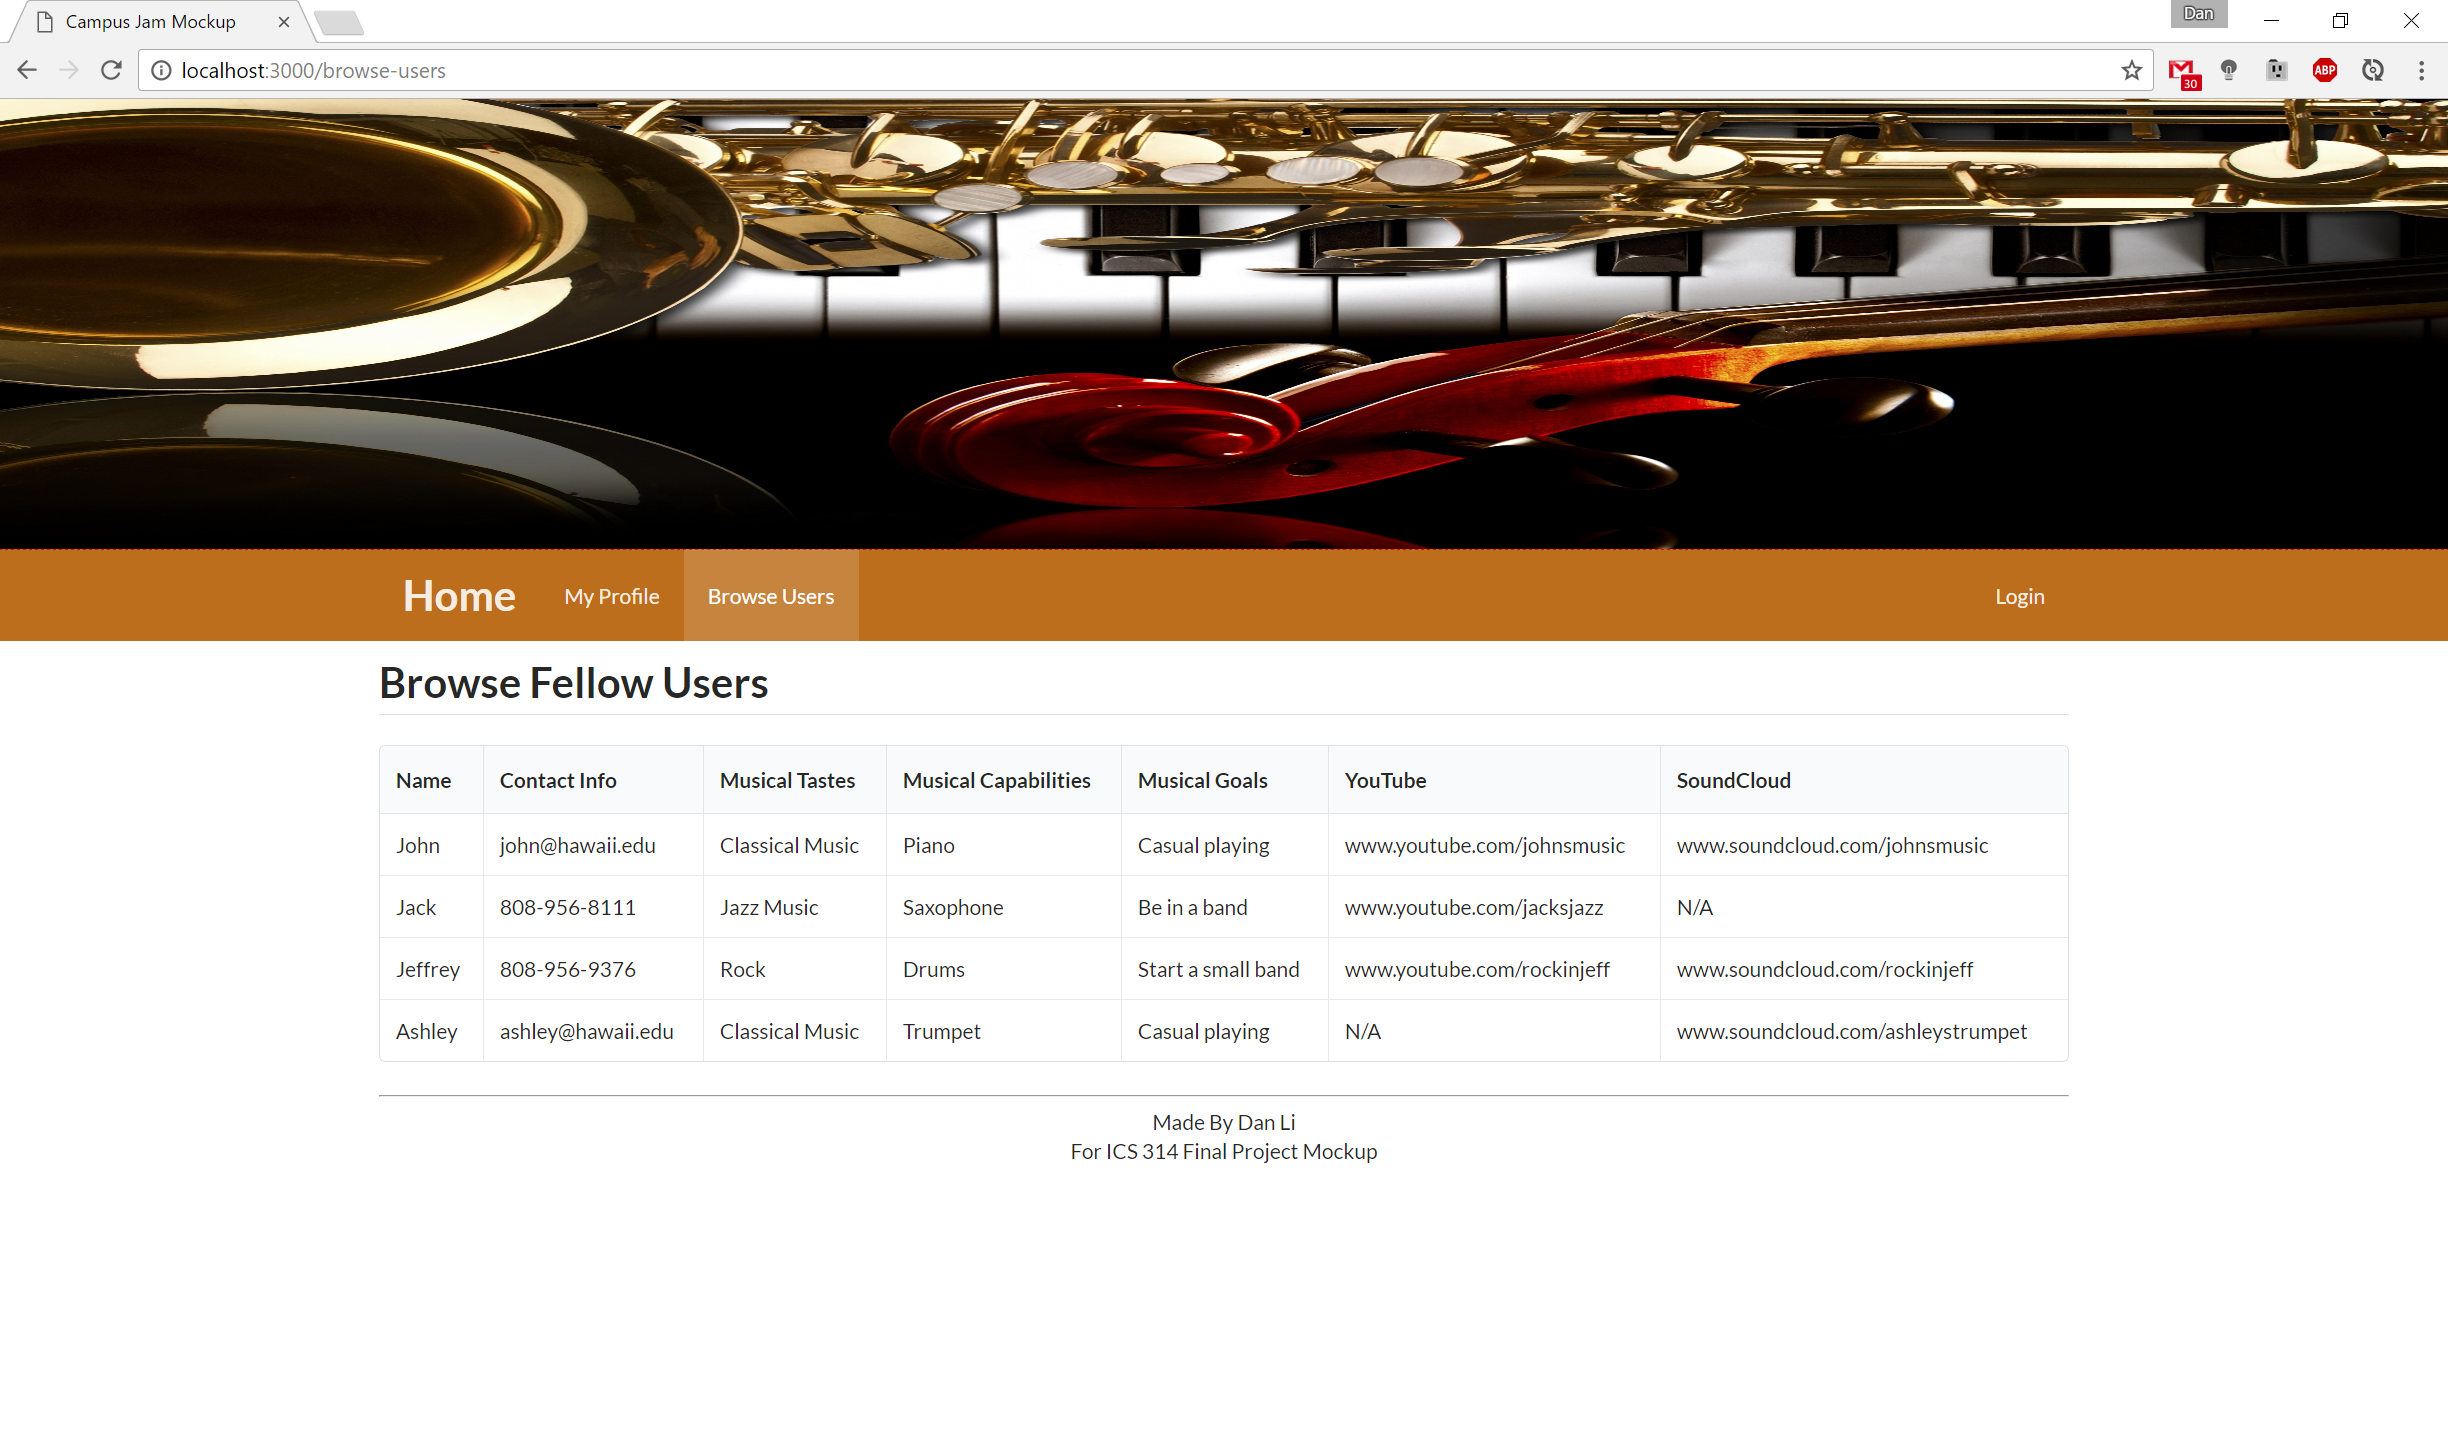 Campus Jam Mockup
Dan
localhost:3000/browse-users
30
ABP
Home My Profile Browse Users Login
Browse Fellow Users
Name Contact Info Musical Tastes Musical Capabilities Musical Goals YouTube SoundCloud
John john@hawaii.edu Classical Music Piano Casual playing www.youtube.com/johnsmusic www.soundcloud.com/johnsmusic
Jack 808-956-8111 Jazz Music Saxophone Be in a band www.youtube.com/jacksjazz N/A
Jeffrey 808-956-9376 Rock Drums Start a small band www.youtube.com/rockinjeff www.soundcloud.com/rockinjeff
Ashley ashley@hawaii.edu Classical Music Trumpet Casual playing N/A www.soundcloud.com/ashleystrumpet
Made By Dan Li
For ICS 314 Final Project Mockup